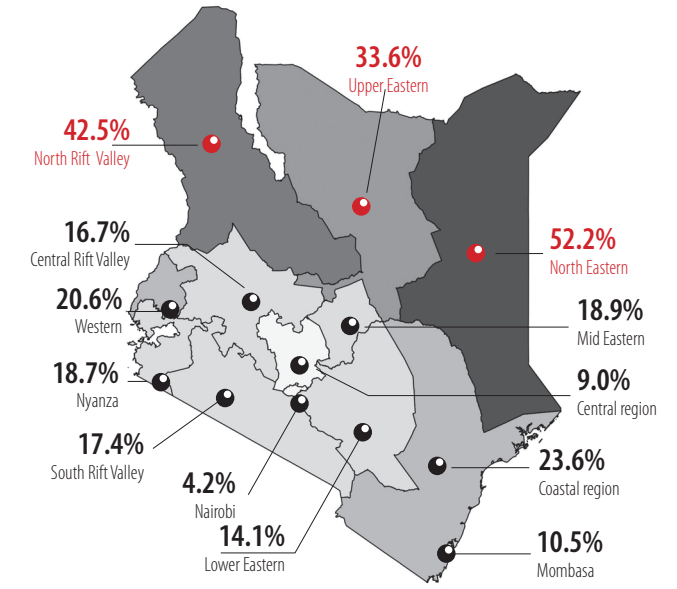 33.6%
Upper Eastern
42.5%
North Rift Valley
16.7%
Central Rift Valley
52.2%
North Eastern
20.6%
Western
18.9%
Mid Eastern
18.7%
Nyanza
9.0%
Central region
17.4%
South Rift Valley
23.6%
Coastal region
4.2%
Nairobi
14.1%
Lower Eastern
10.5%
Mombasa